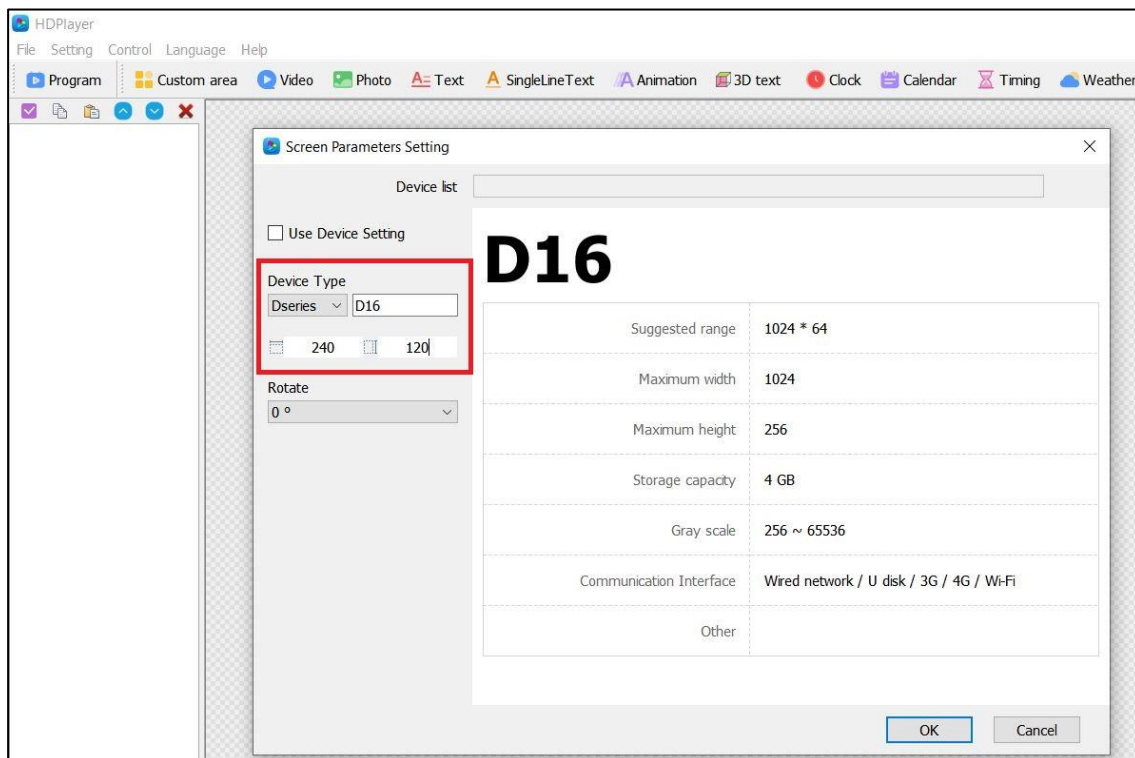 HDPlayer
File Setting Control Language Help
Program Custom area Video Photo Text SingleLineText Animation 3D text Clock Calendar Timing Weather
Screen Parameters Setting
Device list
Use Device Setting
D16
Device Type
Dseries D16
240 120
Rotate
0 °
Suggested range 1024 * 64
Maximum width 1024
Maximum height 256
Storage capacity 4 GB
Gray scale 256 ~ 65536
Communication Interface Wired network / U disk / 3G / 4G / Wi-Fi
Other
OK Cancel